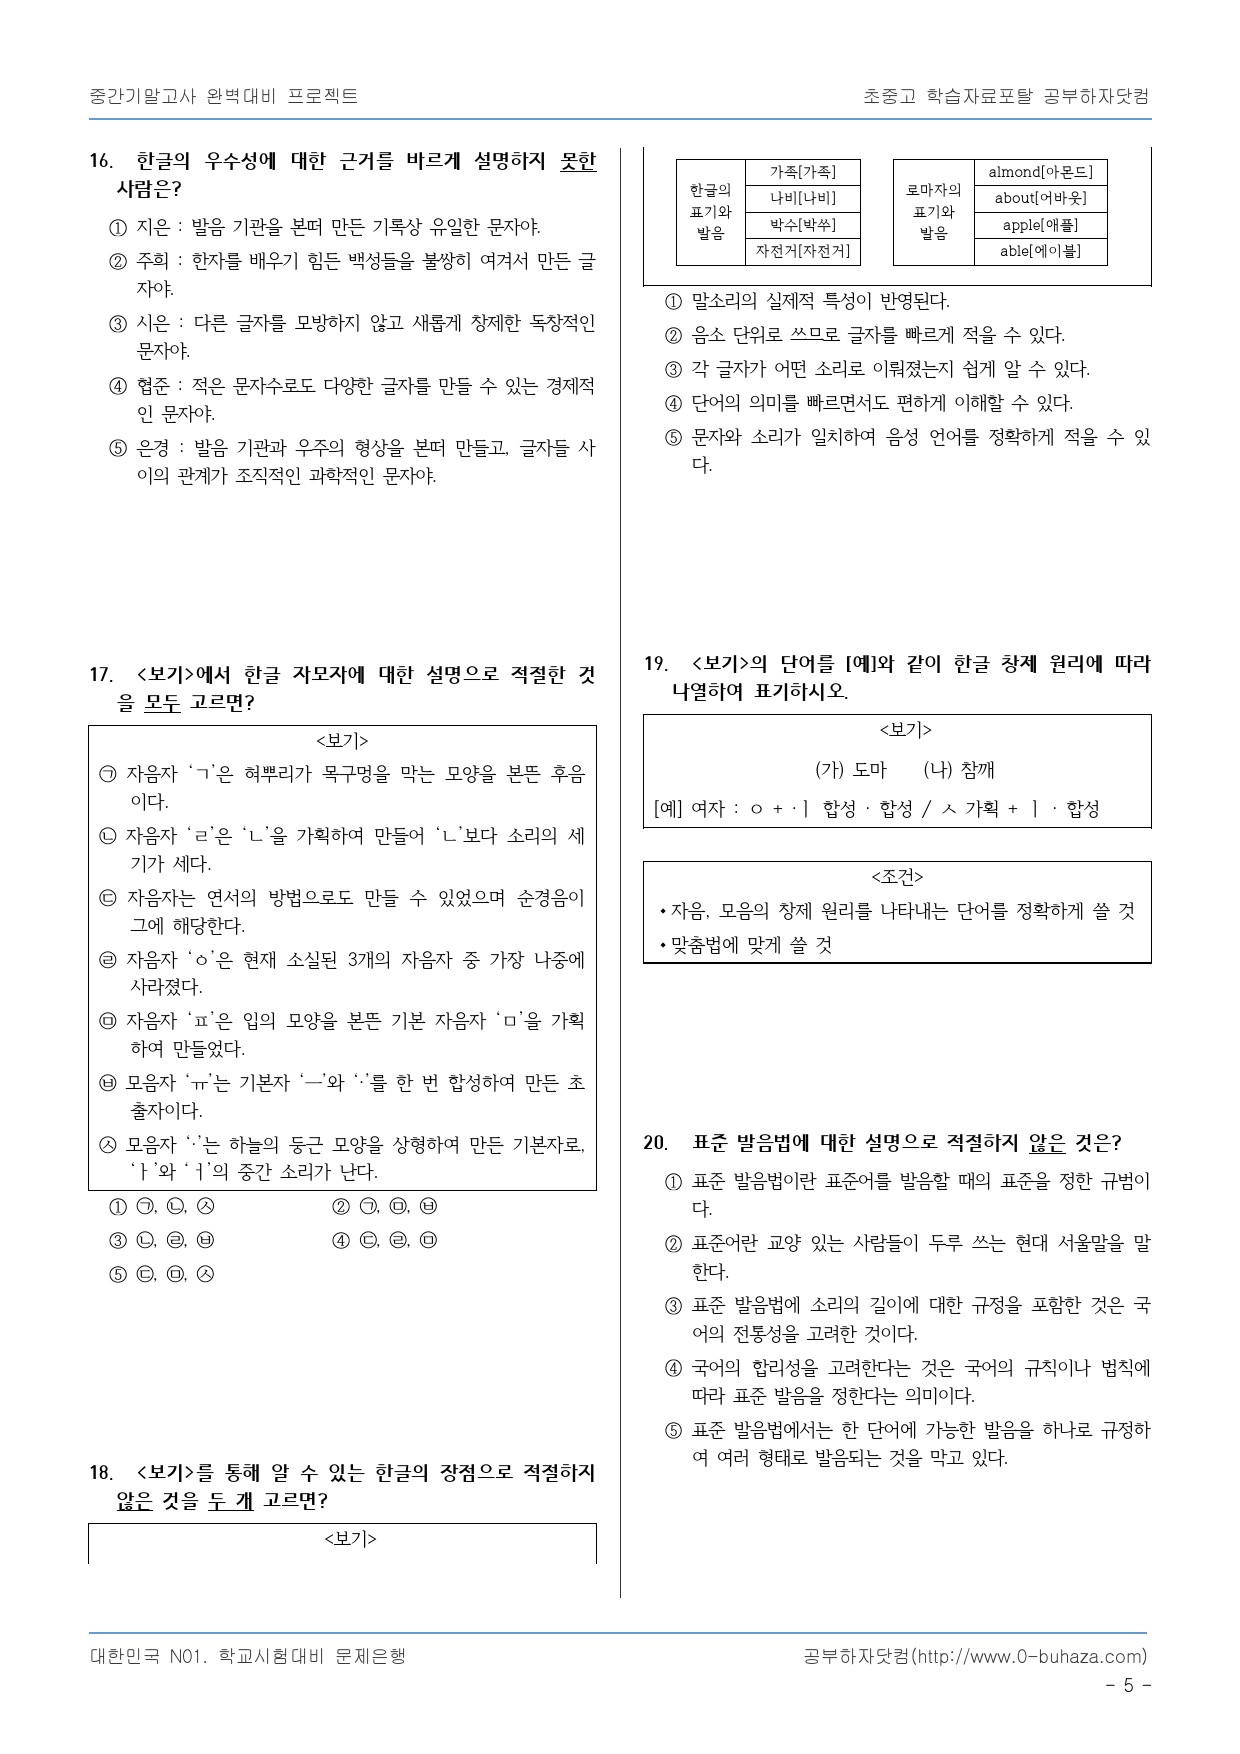 중간기말고사 완벽대비 프로젝트
초중고 학습자료포탈 공부하자닷컴
16. 한글의 우수성에 대한 근거를 바르게 설명하지 못한
사람은?
① 지은 : 발음 기관을 본떠 만든 기록상 유일한 문자야.
② 주희 : 한자를 배우기 힘든 백성들을 불쌍히 여겨서 만든 글
자야.
③ 시은 : 다른 글자를 모방하지 않고 새롭게 창제한 독창적인
문자야.
④ 협준 : 적은 문자수로도 다양한 글자를 만들 수 있는 경제적
인 문자야.
⑤ 은경 : 발음 기관과 우주의 형상을 본떠 만들고, 글자들 사
이의 관계가 조직적인 과학적인 문자야.
17. <보기>에서 한글 자모자에 대한 설명으로 적절한 것
을 모두 고르면?
<보기>
㉠ 자음자 ‘ㄱ’은 혀뿌리가 목구멍을 막는 모양을 본뜬 후음
이다.
㉡ 자음자 ‘ㄹ’은 ‘ㄴ’을 가획하여 만들어 ‘ㄴ’보다 소리의 세
기가 세다.
㉢ 자음자는 연서의 방법으로도 만들 수 있었으며 순경음이
그에 해당한다.
㉣ 자음자 ‘ㆁ’은 현재 소실된 3개의 자음자 중 가장 나중에
사라졌다.
㉤ 자음자 ‘ㅍ’은 입의 모양을 본뜬 기본 자음자 ‘ㅁ’을 가획
하여 만들었다.
㉥ 모음자 ‘ㅠ’는 기본자 ‘ㅡ’와 ‘·’를 한 번 합성하여 만든 초
출자이다.
㉦ 모음자 ‘·’는 하늘의 둥근 모양을 상형하여 만든 기본자로,
‘ㅏ’와 ‘ㅓ’의 중간 소리가 난다.
① ㉠, ㉡, ㉦ ② ㉠, ㉤, ㉥
③ ㉡, ㉣, ㉥ ④ ㉢, ㉣, ㉤
⑤ ㉢, ㉤, ㉦
18. <보기>를 통해 알 수 있는 한글의 장점으로 적절하지
않은 것을 두 개 고르면?
<보기>
한글의 표기와 발음
가족[가족]
나비[나비]
박수[박쑤]
자전거[자전거]
로마자의 표기와 발음
almond[아몬드]
about[어바웃]
apple[애플]
able[에이블]
① 말소리의 실제적 특성이 반영된다.
② 음소 단위로 쓰므로 글자를 빠르게 적을 수 있다.
③ 각 글자가 어떤 소리로 이뤄졌는지 쉽게 알 수 있다.
④ 단어의 의미를 빠르면서도 편하게 이해할 수 있다.
⑤ 문자와 소리가 일치하여 음성 언어를 정확하게 적을 수 있
다.
19. <보기>의 단어를 [예]와 같이 한글 창제 원리에 따라
나열하여 표기하시오.
<보기>
(가) 도마 (나) 참깨
[예] 여자 : ㅇ + ·ㅣ 합성 · 합성 / ㅅ 가획 + ㅣ · 합성
<조건>
• 자음, 모음의 창제 원리를 나타내는 단어를 정확하게 쓸 것
• 맞춤법에 맞게 쓸 것
20. 표준 발음법에 대한 설명으로 적절하지 않은 것은?
① 표준 발음법이란 표준어를 발음할 때의 표준을 정한 규범이
다.
② 표준어란 교양 있는 사람들이 두루 쓰는 현대 서울말을 말
한다.
③ 표준 발음법에 소리의 길이에 대한 규정을 포함한 것은 국
어의 전통성을 고려한 것이다.
④ 국어의 합리성을 고려한다는 것은 국어의 규칙이나 법칙에
따라 표준 발음을 정한다는 의미이다.
⑤ 표준 발음법에서는 한 단어에 가능한 발음을 하나로 규정하
여 여러 형태로 발음되는 것을 막고 있다.
대한민국 N01. 학교시험대비 문제은행
공부하자닷컴(http://www.0-buhaza.com)
- 5 -